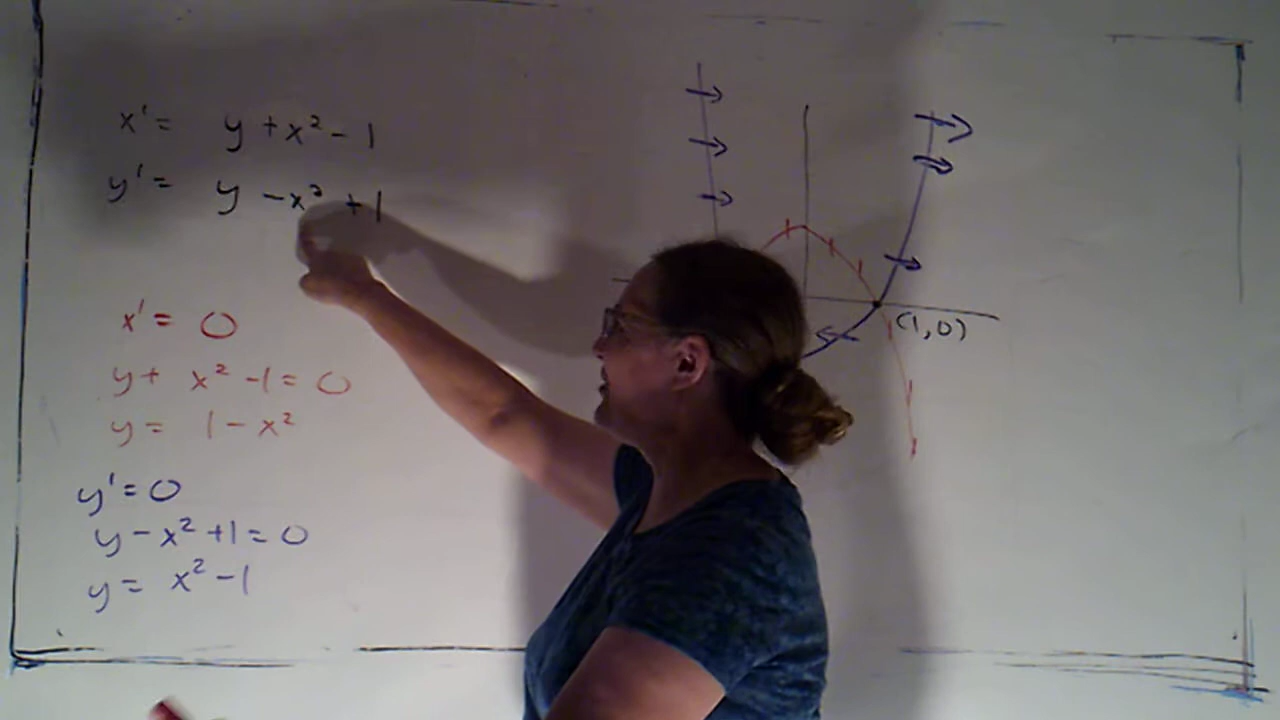 x' = y + x² - 1
y' = y - x² + 1
x' = 0
y + x² - 1 = 0
y = 1 - x²
y' = 0
y - x² + 1 = 0
y = x² - 1
(1,0)